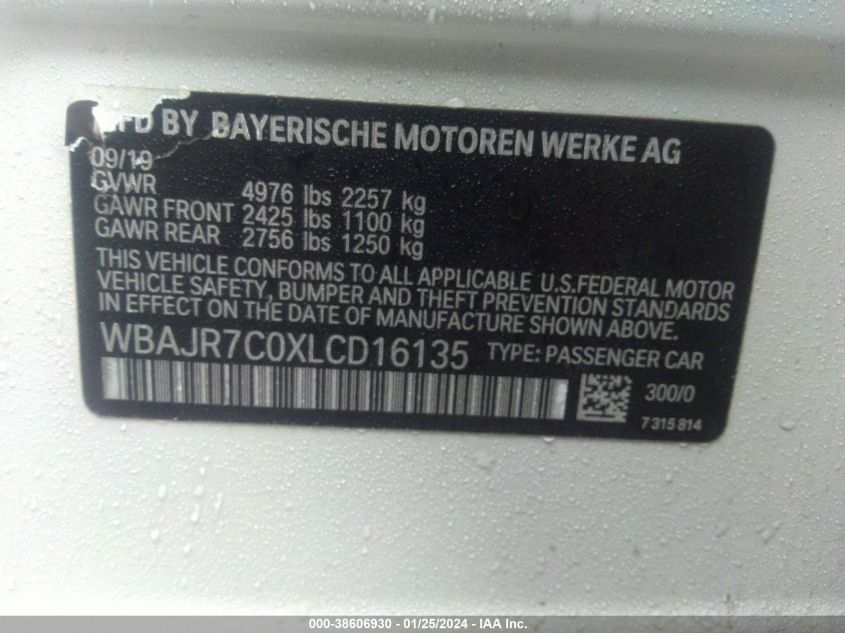 MFD BY BAYERISCHE MOTOREN WERKE AG
09/19
GVWR 4976 lbs 2257 kg
GAWR FRONT 2425 lbs 1100 kg
GAWR REAR 2756 lbs 1250 kg
THIS VEHICLE CONFORMS TO ALL APPLICABLE U.S.FEDERAL MOTOR
VEHICLE SAFETY, BUMPER AND THEFT PREVENTION STANDARDS
IN EFFECT ON THE DATE OF MANUFACTURE SHOWN ABOVE.
WBAJR7C0XLCD16135 TYPE: PASSENGER CAR
300/0
7315814
000-38606930 - 01/25/2024 - IAA Inc.